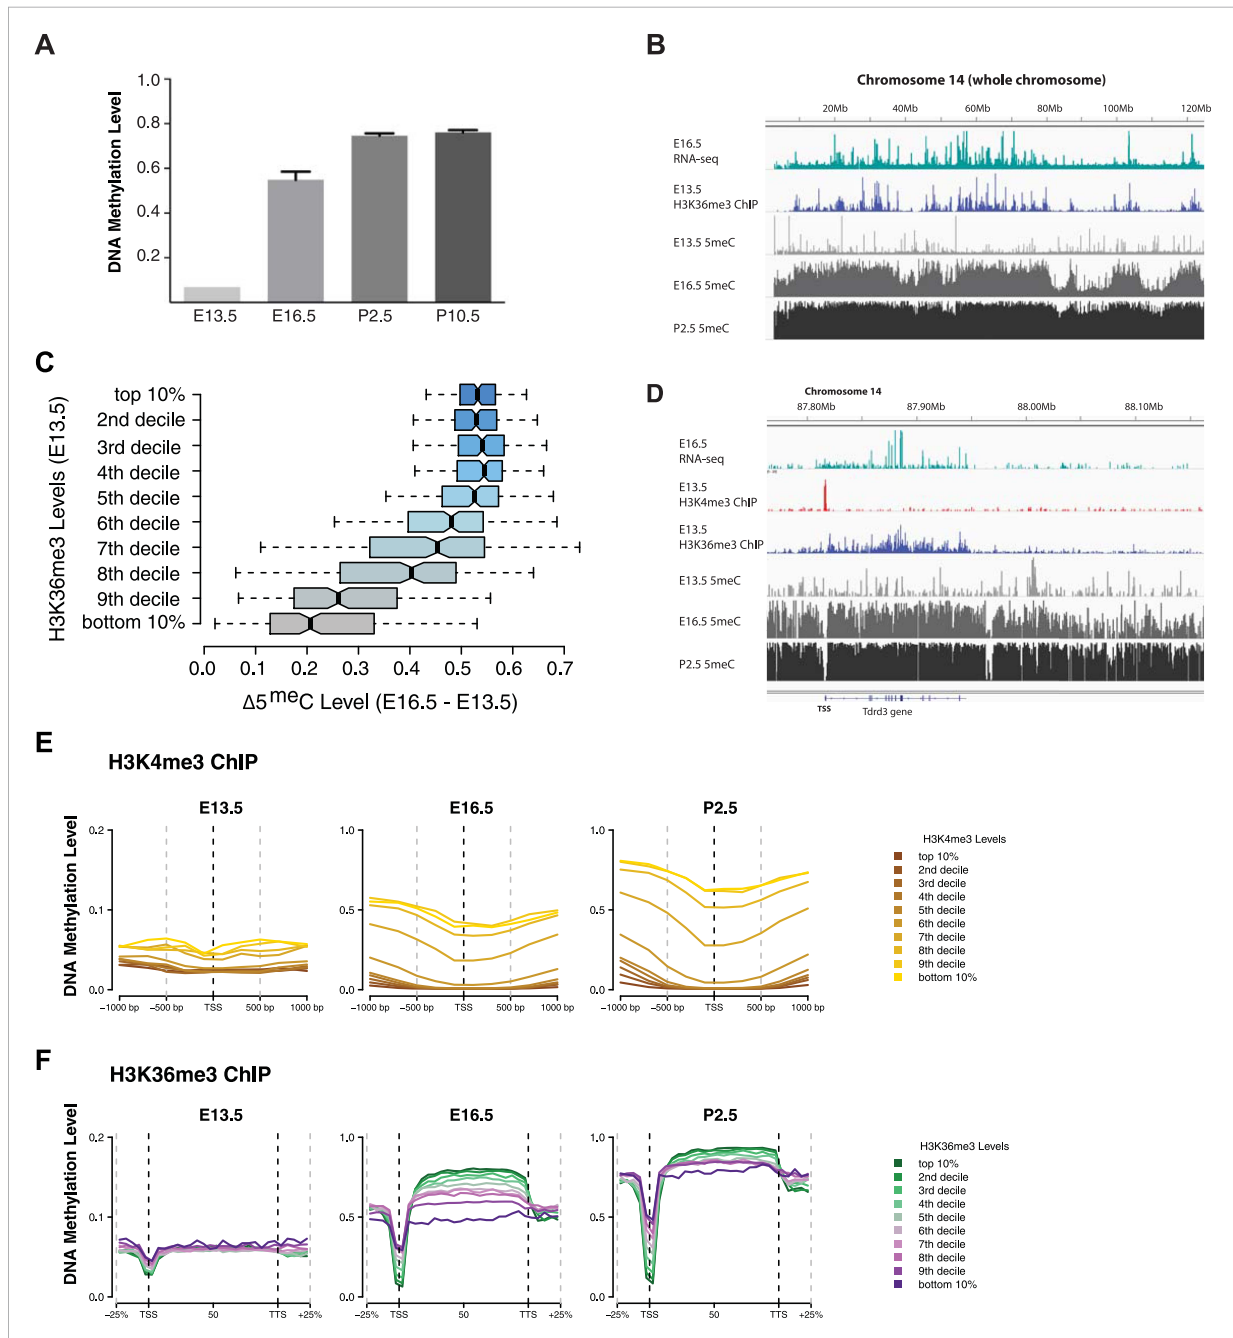 A
DNA Methylation Level
1.0
0.8
0.6
0.4
0.2
E13.5 E16.5 P2.5 P10.5
B
Chromosome 14 (whole chromosome)
20Mb 40Mb 60Mb 80Mb 100Mb 120Mb
E16.5
RNA-seq
E13.5
H3K36me3 ChIP
E13.5 5meC
E16.5 5meC
P2.5 5meC
C
H3K36me3 Levels (E13.5)
top 10%
2nd decile
3rd decile
4th decile
5th decile
6th decile
7th decile
8th decile
9th decile
bottom 10%
0.0 0.1 0.2 0.3 0.4 0.5 0.6 0.7
Δ5meC Level (E16.5 - E13.5)
D
Chromosome 14
87.80Mb 87.90Mb 88.00Mb 88.10Mb
E16.5
RNA-seq
E13.5
H3K4me3 ChIP
E13.5
H3K36me3 ChIP
E13.5 5meC
E16.5 5meC
P2.5 5meC
TSS Tdrd3 gene
E
H3K4me3 ChIP
E13.5 E16.5 P2.5
DNA Methylation Level
0.2
0.1
0.0
−1000 bp −500 bp TSS 500 bp 1000 bp
1.0
0.5
0.0
−1000 bp −500 bp TSS 500 bp 1000 bp
1.0
0.5
0.0
−1000 bp −500 bp TSS 500 bp 1000 bp
H3K4me3 Levels
top 10%
2nd decile
3rd decile
4th decile
5th decile
6th decile
7th decile
8th decile
9th decile
bottom 10%
F
H3K36me3 ChIP
E13.5 E16.5 P2.5
DNA Methylation Level
0.2
0.1
0.0
−25% TSS 50 TTS +25%
1.0
0.5
0.0
−25% TSS 50 TTS +25%
1.0
0.5
0.0
−25% TSS 50 TTS +25%
H3K36me3 Levels
top 10%
2nd decile
3rd decile
4th decile
5th decile
6th decile
7th decile
8th decile
9th decile
bottom 10%